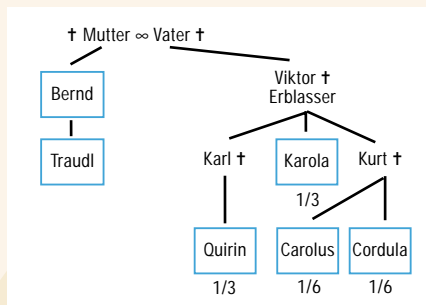 ✝ Mutter ∞ Vater ✝
Bernd
Viktor ✝
Erblasser
Traudl
Karl ✝
Karola
Kurt ✝
1/3
Quirin
Carolus
Cordula
1/3
1/6
1/6